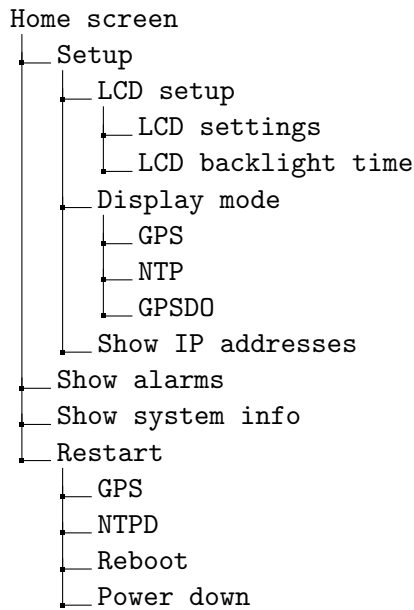 Home screen
Setup
LCD setup
LCD settings
LCD backlight time
Display mode
GPS
NTP
GPSDO
Show IP addresses
Show alarms
Show system info
Restart
GPS
NTPD
Reboot
Power down